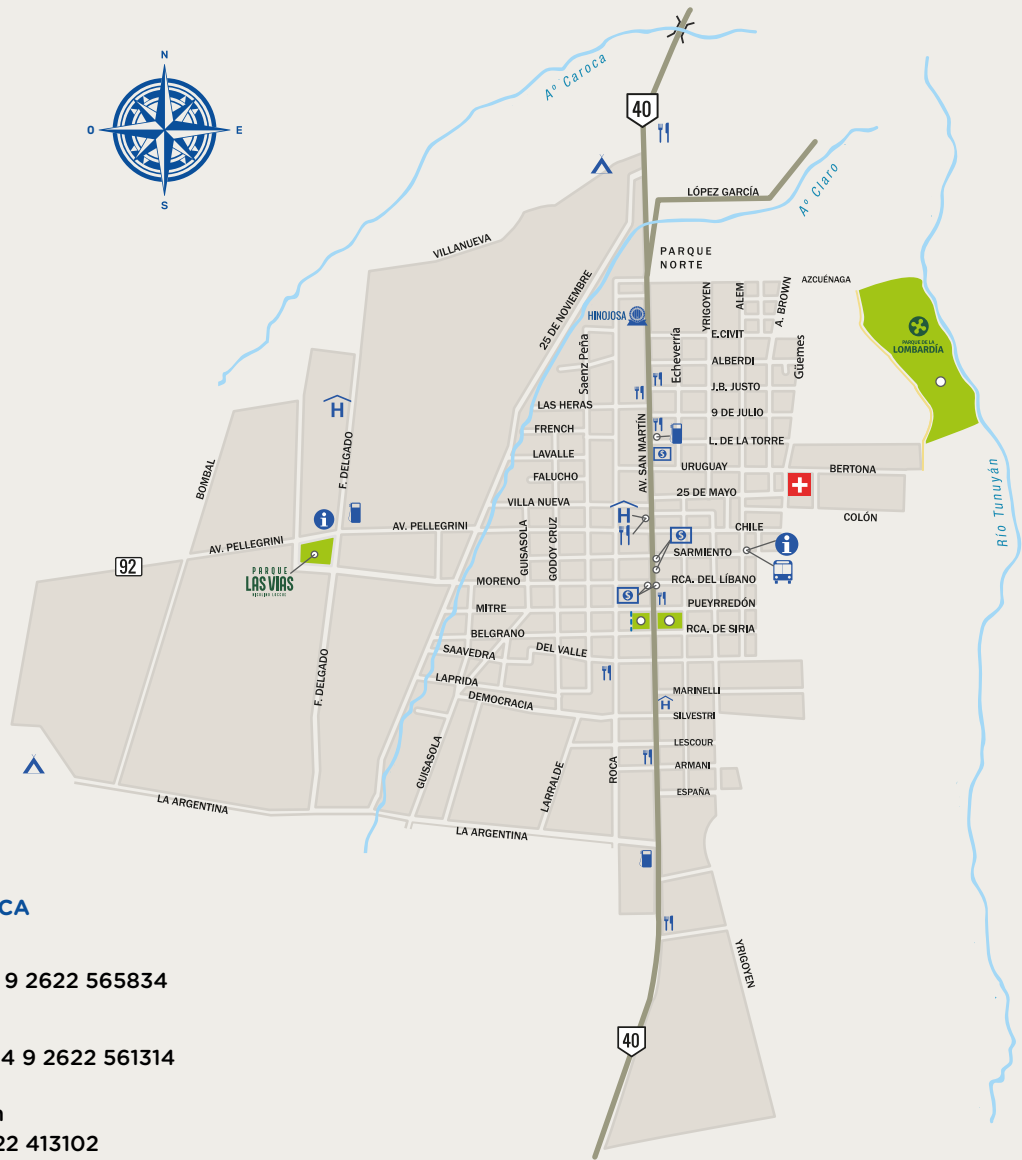 N
O
E
S
Aº Caroca
40
LÓPEZ GARCÍA
Aº Claro
VILLANUEVA
PARQUE
NORTE
AZCUÉNAGA
25 DE NOVIEMBRE
YRIGOYEN
ALEM
A. BROWN
HINOJOSA
E.CIVIT
PARQUE DE LA
LOMBARDÍA
Saenz Peña
Echeverría
ALBERDI
Güemes
J.B. JUSTO
H
LAS HERAS
9 DE JULIO
AV. SAN MARTÍN
FRENCH
L. DE LA TORRE
LAVALLE
$
BOMBAL
F. DELGADO
FALUCHO
URUGUAY
BERTONA
Río Tunuyán
25 DE MAYO
VILLA NUEVA
H
COLÓN
i
AV. PELLEGRINI
CHILE
AV. PELLEGRINI
GUISASOLA
GODOY CRUZ
$
SARMIENTO
i
92
PARQUE
LAS VIAS
MORENO
RCA. DEL LÍBANO
$
MITRE
PUEYRREDÓN
BELGRANO
RCA. DE SIRIA
SAAVEDRA
DEL VALLE
F. DELGADO
LAPRIDA
MARINELLI
DEMOCRACIA
H
SILVESTRI
GUISASOLA
LARRALDE
ROCA
LESCOUR
ARMANI
ESPAÑA
LA ARGENTINA
LA ARGENTINA
YRIGOYEN
40
CA
9 2622 565834
4 9 2622 561314
22 413102